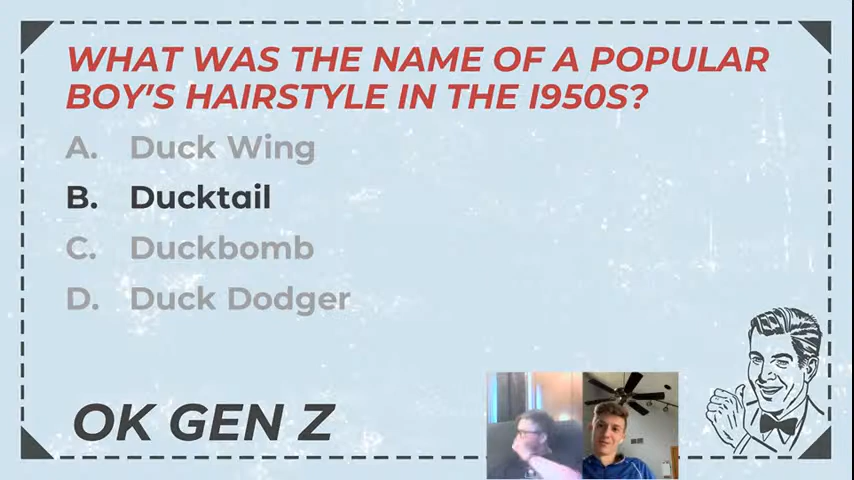 WHAT WAS THE NAME OF A POPULAR
BOY'S HAIRSTYLE IN THE 1950S?
A. Duck Wing
B. Ducktail
C. Duckbomb
D. Duck Dodger
OK GEN Z